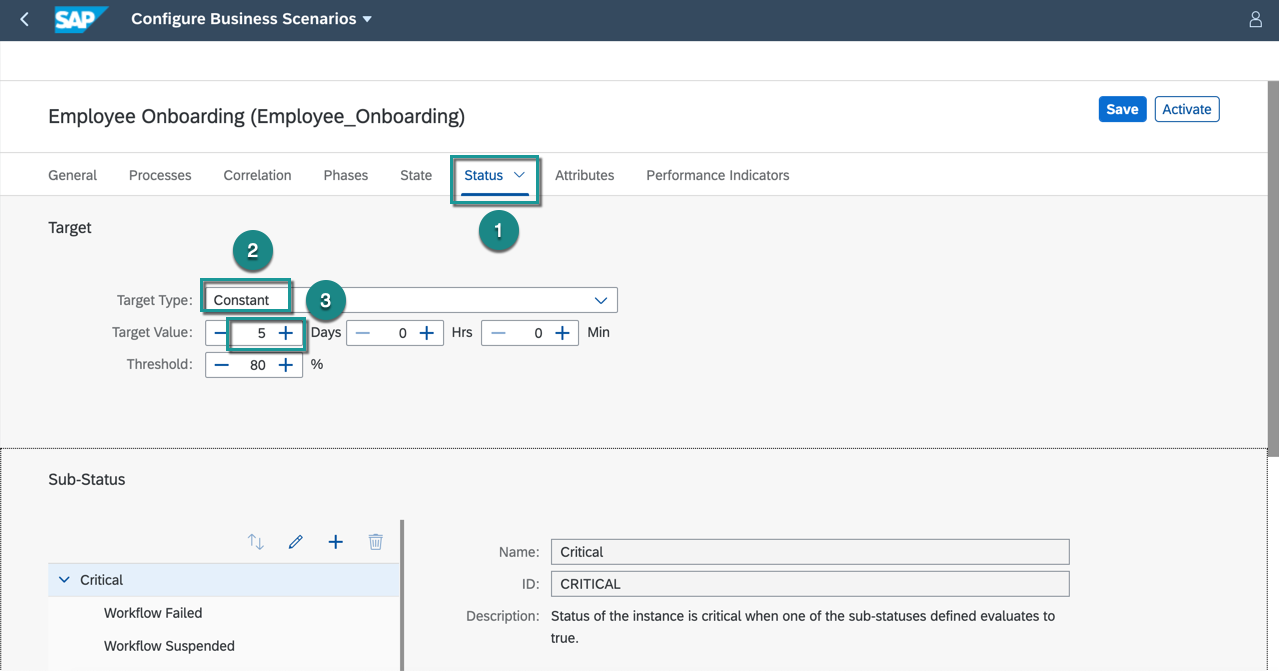 SAP Configure Business Scenarios
Employee Onboarding (Employee_Onboarding)
Save Activate
General Processes Correlation Phases State Status Attributes Performance Indicators
1
Target
2
Target Type: Constant
3
Target Value: 5 Days 0 Hrs 0 Min
Threshold: 80 %
Sub-Status
Name: Critical
ID: CRITICAL
Description: Status of the instance is critical when one of the sub-statuses defined evaluates to
true.
Critical
Workflow Failed
Workflow Suspended